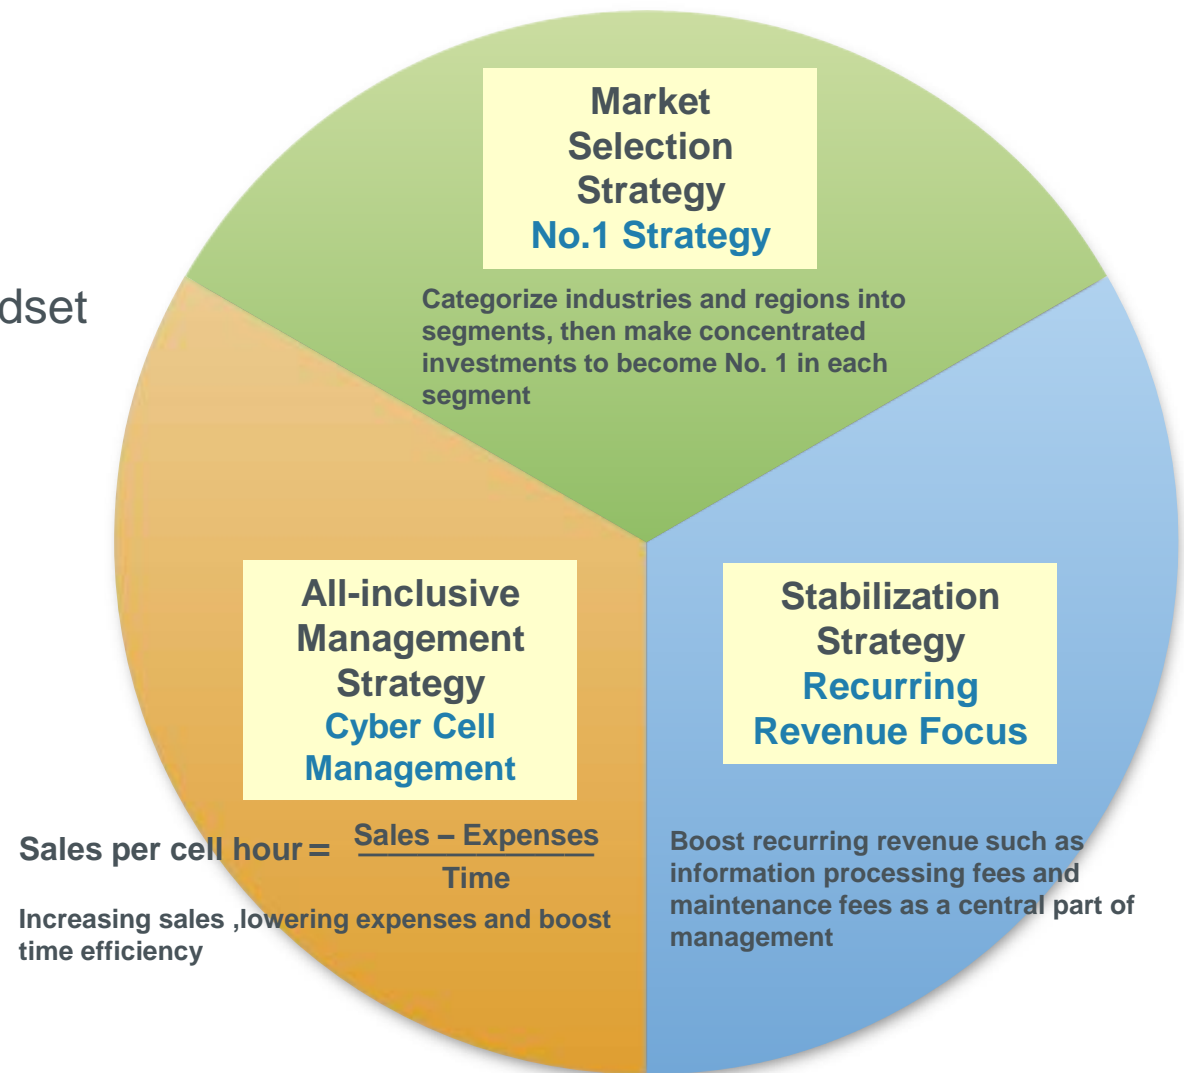 Market
Selection
Strategy
No.1 Strategy
dset
Categorize industries and regions into
segments, then make concentrated
investments to become No. 1 in each
segment
All-inclusive
Management
Strategy
Cyber Cell
Management
Sales per cell hour = Sales – Expenses
Time
Increasing sales ,lowering expenses and boost
time efficiency
Stabilization
Strategy
Recurring
Revenue Focus
Boost recurring revenue such as
information processing fees and
maintenance fees as a central part of
management